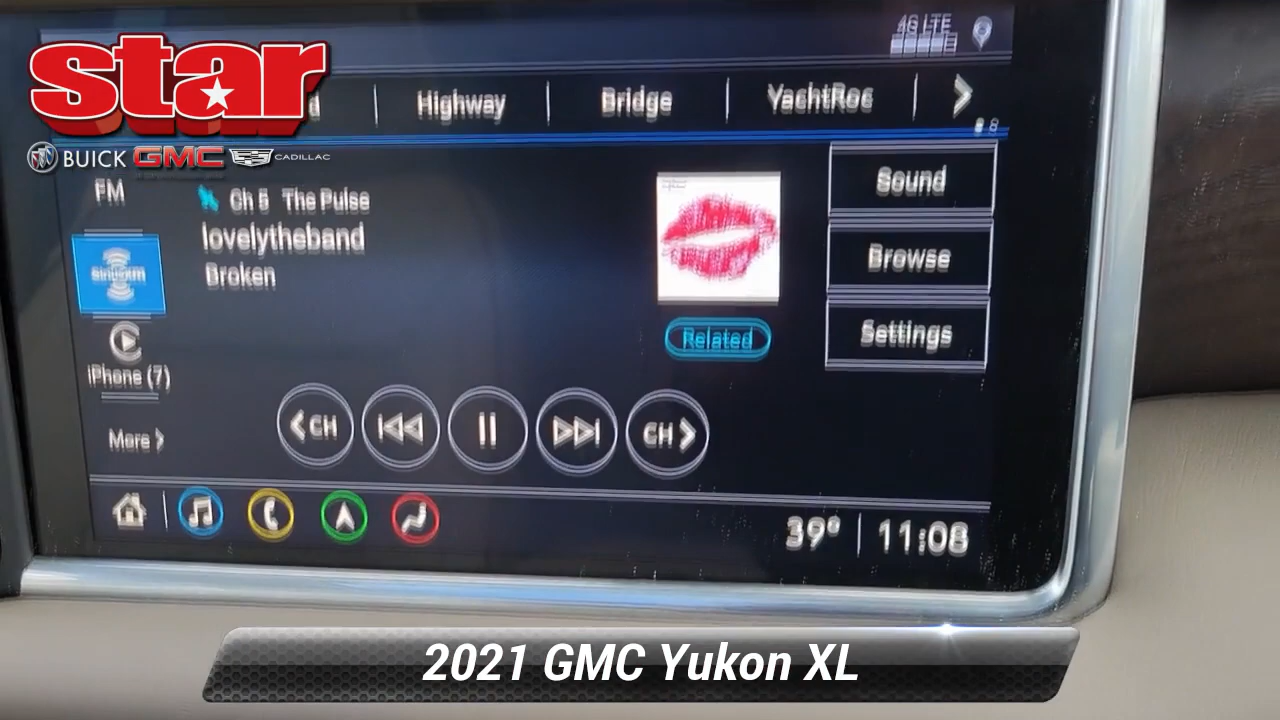 star
BUICK GMC CADILLAC
4G LTE
Highway
Bridge
YachtRoc
FM
Ch 5 The Pulse
lovelytheband
Broken
Sound
Browse
Settings
siriusxm
Related
iPhone (7)
CH
CH
More
39°
11:08
2021 GMC Yukon XL